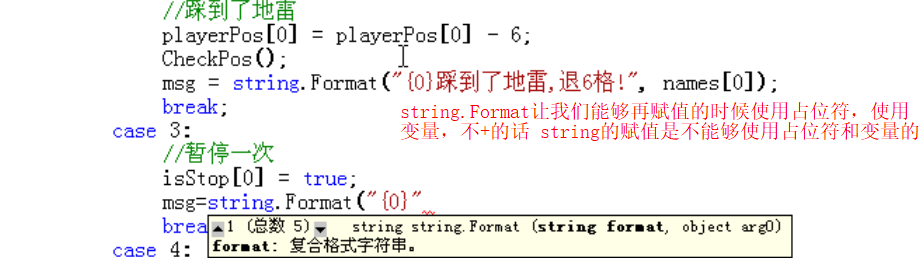 //踩到了地雷
playerPos[0] = playerPos[0] - 6;
CheckPos();
msg = string.Format("{0}踩到了地雷,退6格!", names[0]);
break;
string.Format让我们能够再赋值的时候使用占位符，使用
变量，不+的话 string的赋值是不能够使用占位符和变量的
case 3:
//暂停一次
isStop[0] = true;
msg=string.Format("{0}"
brea
▲1 (总数 5)▼ string string.Format (string format, object arg0)
format: 复合格式字符串。
case 4: